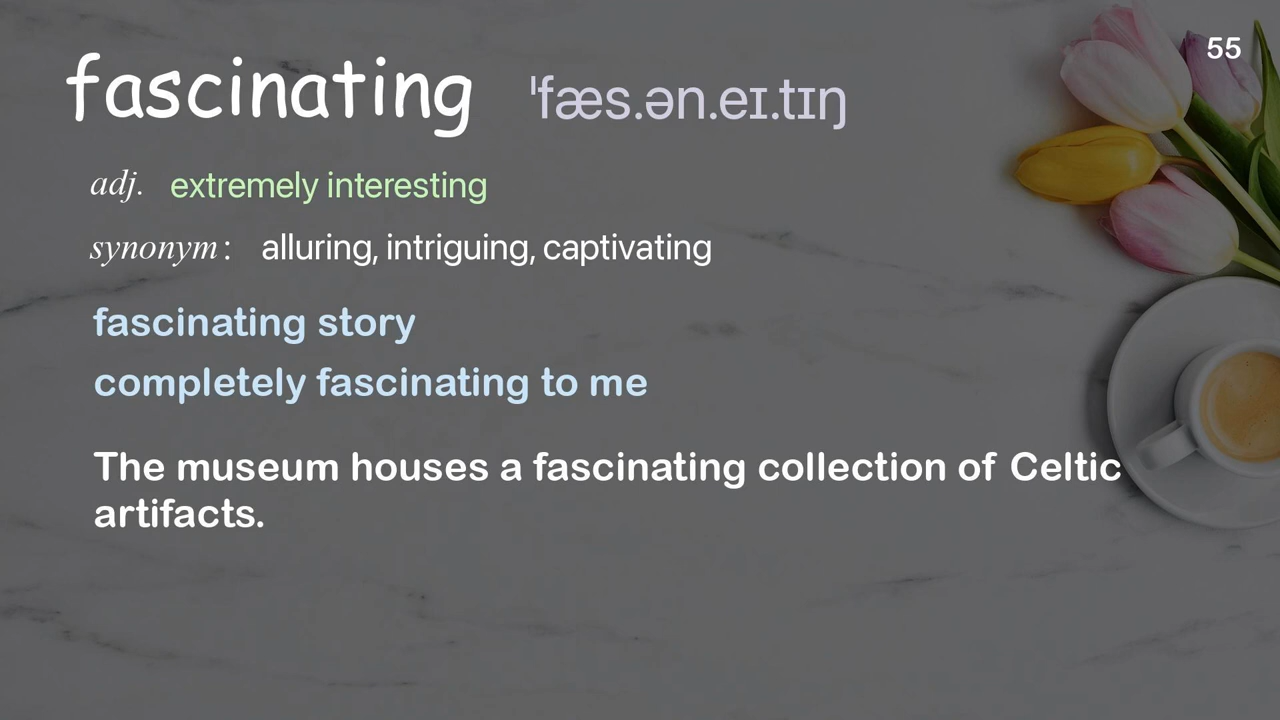 55
fascinating ˈfæs.ən.eɪ.tɪŋ
adj. extremely interesting
synonym: alluring, intriguing, captivating
fascinating story
completely fascinating to me
The museum houses a fascinating collection of Celtic
artifacts.